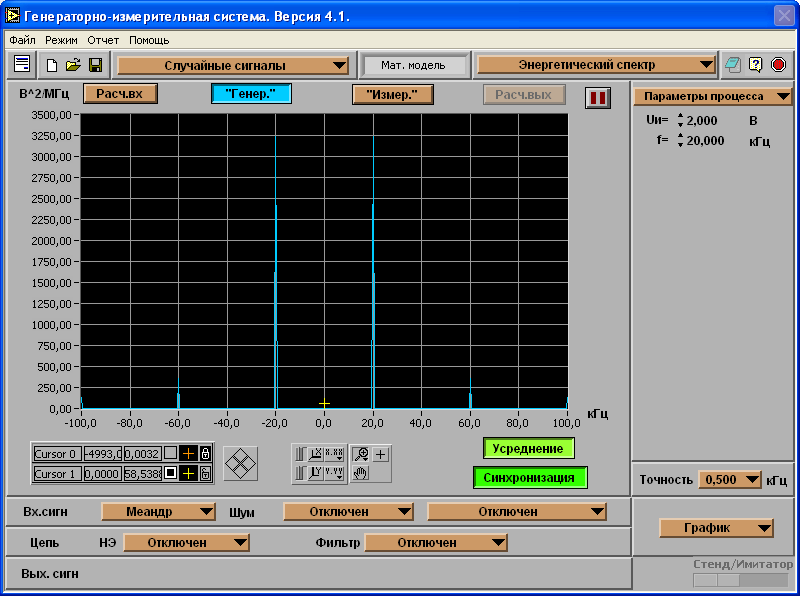 Генераторно-измерительная система. Версия 4.1.
Файл Режим Отчет Помощь
Случайные сигналы Мат. модель Энергетический спектр
В^2/МГц Расч.вх "Генер." "Измер." Расч.вых Параметры процесса
3500,00
3250,00
3000,00
2750,00
2500,00
2250,00
2000,00
1750,00
1500,00
1250,00
1000,00
750,00
500,00
250,00
0,00
-100,0 -80,0 -60,0 -40,0 -20,0 0,0 20,0 40,0 60,0 80,0 100,0 кГц
Uи= 2,000 В
f= 20,000 кГц
Cursor 0 -4993,0 0,0032
Cursor 1 0,0000 58,5388
X X.XX
Y Y.YY
Усреднение
Синхронизация
Точность 0,500 кГц
Вх.сигн Меандр Шум Отключен Отключен
График
Цепь НЭ Отключен Фильтр Отключен
Стенд/Имитатор
Вых. сигн